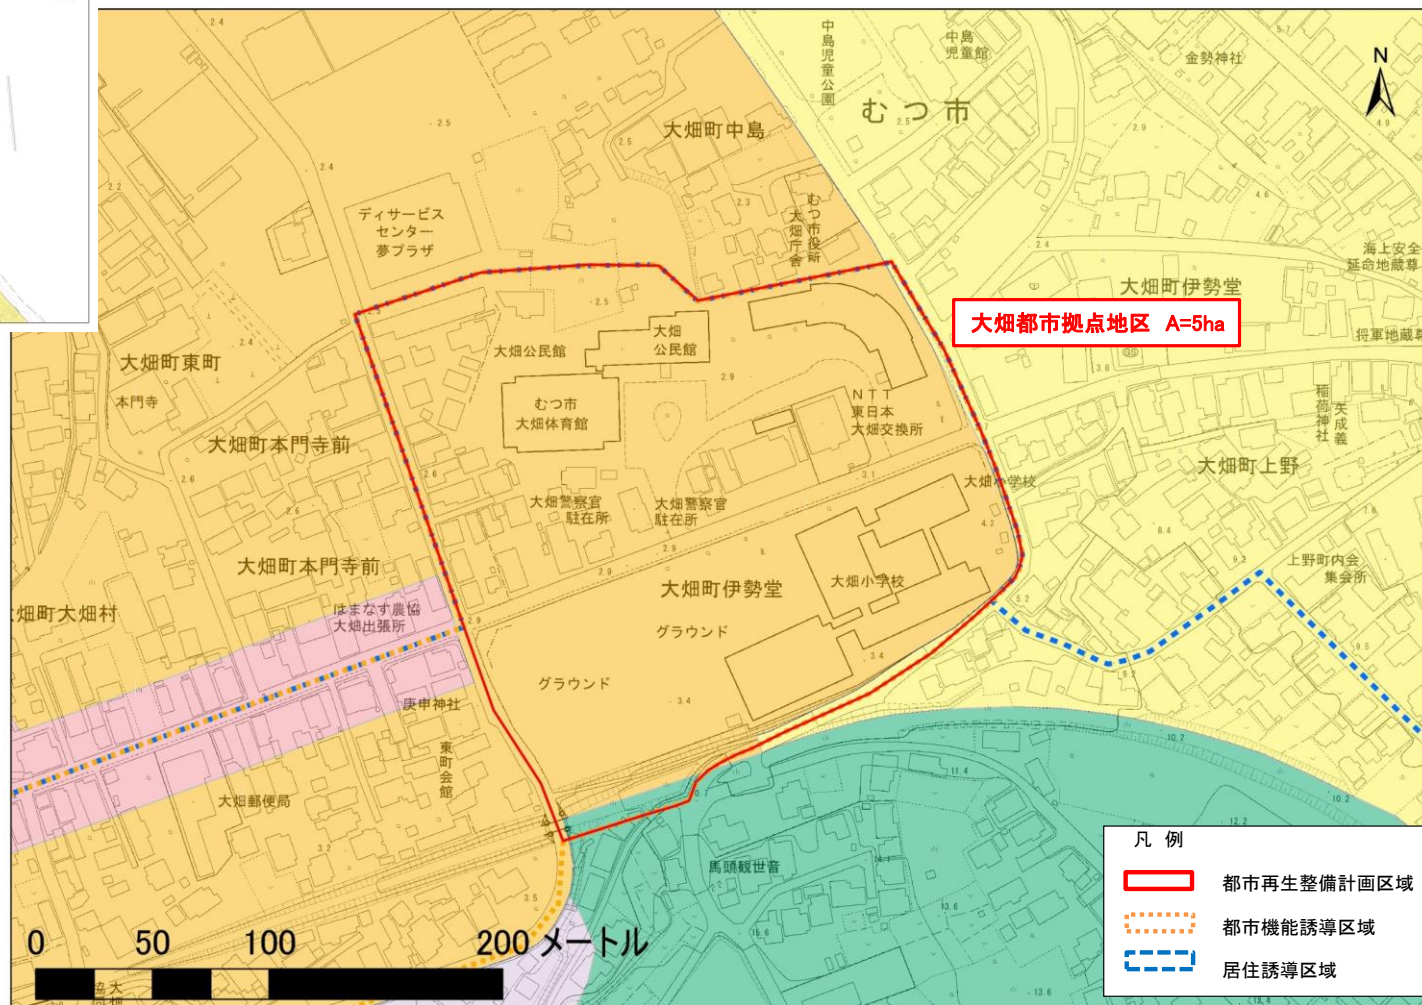 中島児童公園
中島
児童館
金勢神社
N
むつ市
大畑町中島
ディサービス
センター
夢プラザ
むつ市役所
大畑庁舎
海上安全
延命地蔵尊
大畑町伊勢堂
大畑都市拠点地区 A=5ha
将軍地蔵尊
大畑町東町
本門寺
大畑公民館
大畑
公民館
むつ市
大畑体育館
NTT
東日本
大畑交換所
稲荷神社
矢成義
大畑町本門寺前
大畑町上野
大畑小学校
大畑警察官
駐在所
大畑警察官
駐在所
大畑町本門寺前
大畑町伊勢堂
大畑小学校
上野町内会
集会所
大畑町大畑村
はまなす農協
大畑出張所
グラウンド
グラウンド
庚申神社
東町会館
大畑郵便局
馬頭観世音
凡 例
都市再生整備計画区域
都市機能誘導区域
居住誘導区域
0 50 100 200 メートル